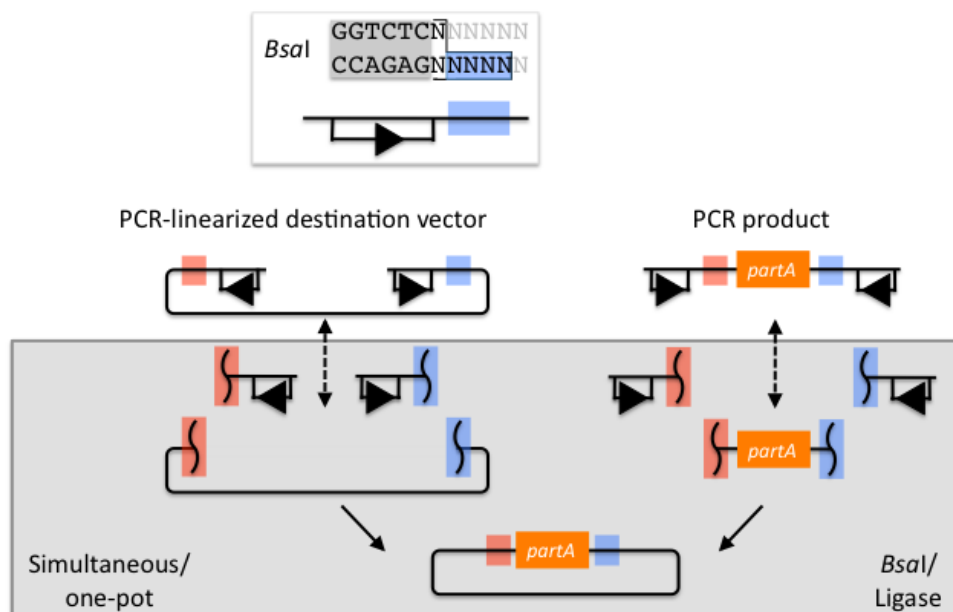 GGTCTCNNNNNN
BsaI
CCAGAGNNNNNN
PCR-linearized destination vector
PCR product
partA
partA
partA
Simultaneous/
one-pot
BsaI/
Ligase